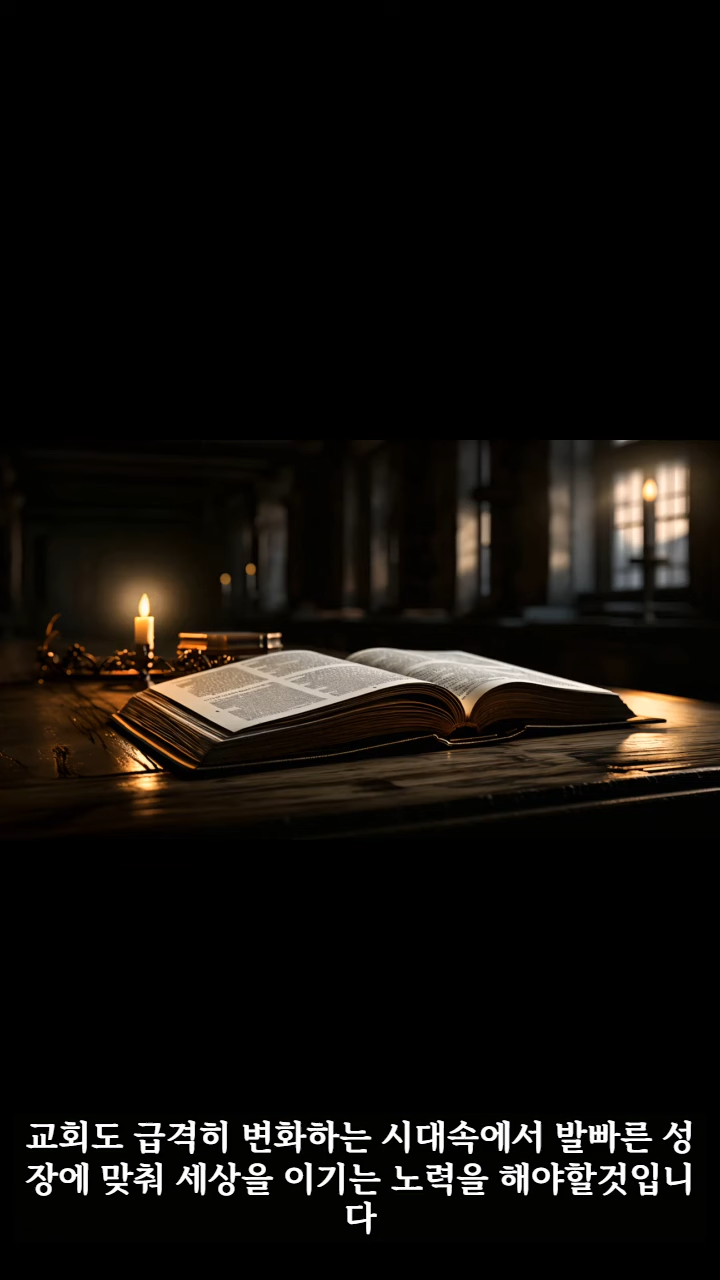 교회도 급격히 변화하는 시대속에서 발빠른 성
장에 맞춰 세상을 이기는 노력을 해야할것입니
다